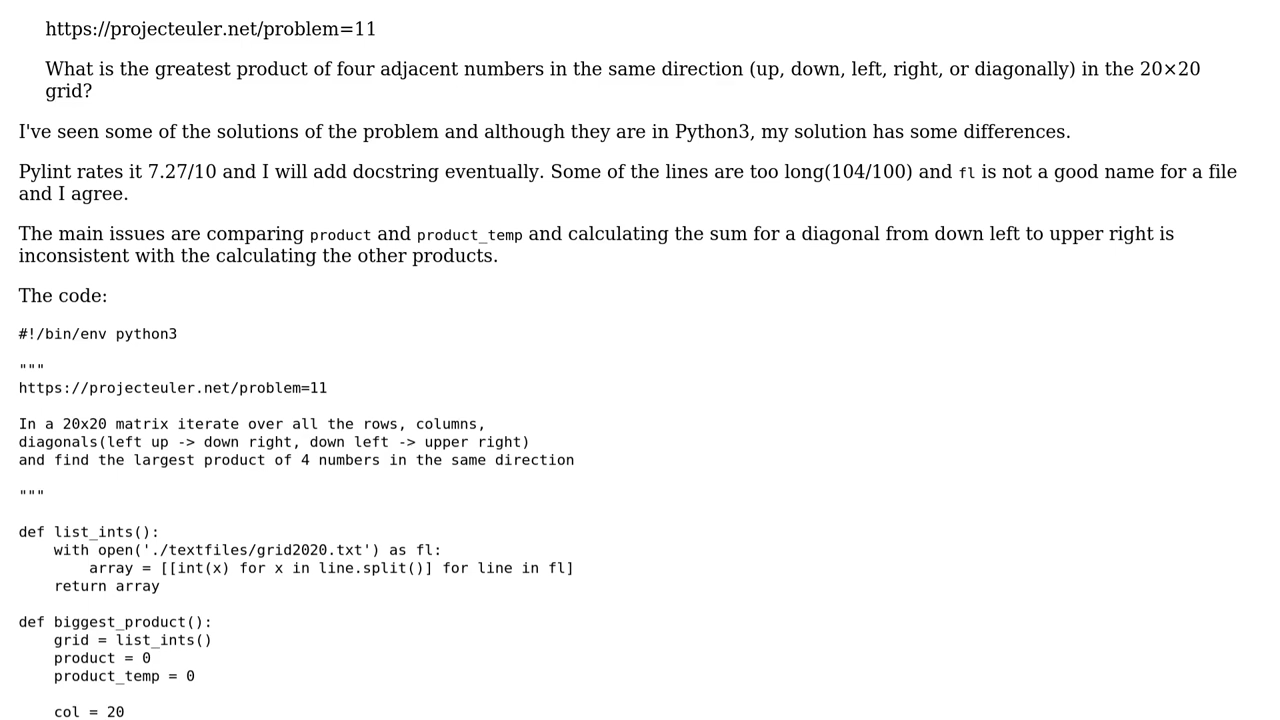 https://projecteuler.net/problem=11
What is the greatest product of four adjacent numbers in the same direction (up, down, left, right, or diagonally) in the 20×20
grid?
I've seen some of the solutions of the problem and although they are in Python3, my solution has some differences.
Pylint rates it 7.27/10 and I will add docstring eventually. Some of the lines are too long(104/100) and fl is not a good name for a file
and I agree.
The main issues are comparing product and product_temp and calculating the sum for a diagonal from down left to upper right is
inconsistent with the calculating the other products.
The code:
#!/bin/env python3
"""
https://projecteuler.net/problem=11
In a 20x20 matrix iterate over all the rows, columns,
diagonals(left up -> down right, down left -> upper right)
and find the largest product of 4 numbers in the same direction
"""
def list_ints():
    with open('./textfiles/grid2020.txt') as fl:
        array = [[int(x) for x in line.split()] for line in fl]
    return array
def biggest_product():
    grid = list_ints()
    product = 0
    product_temp = 0
    col = 20